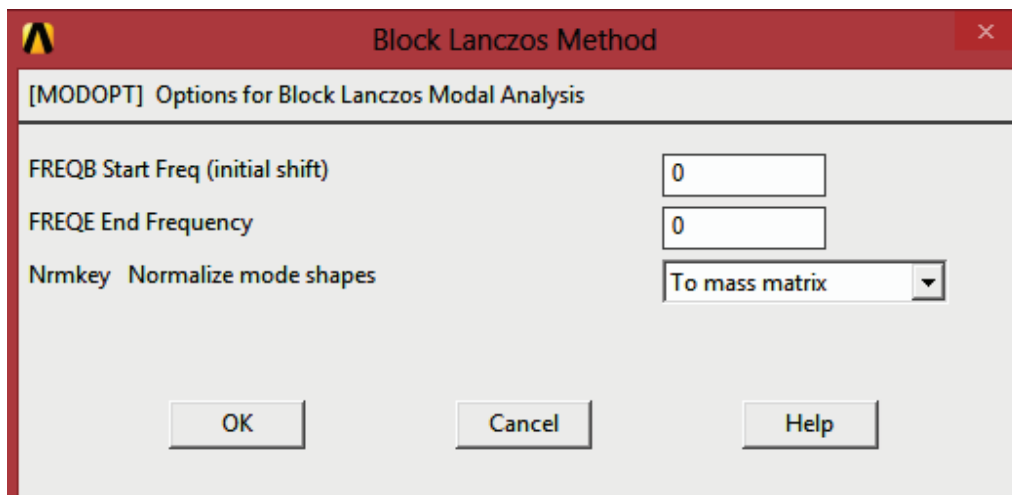 Block Lanczos Method
[MODOPT] Options for Block Lanczos Modal Analysis
FREQB Start Freq (initial shift) 0
FREQE End Frequency 0
Nrmkey Normalize mode shapes To mass matrix
OK Cancel Help